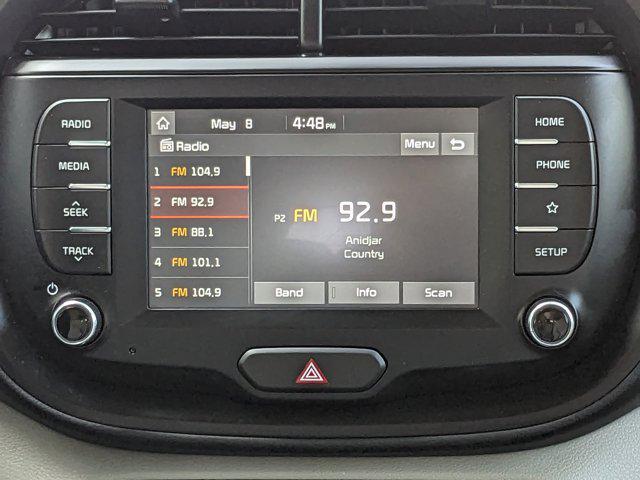 RADIO
MEDIA
SEEK
TRACK
May 8 4:48 PM
Radio
Menu
1 FM 104.9
2 FM 92.9
3 FM 88.1
4 FM 101.1
5 FM 104.9
P2 FM 92.9
Anidjar
Country
Band Info Scan
HOME
PHONE
SETUP